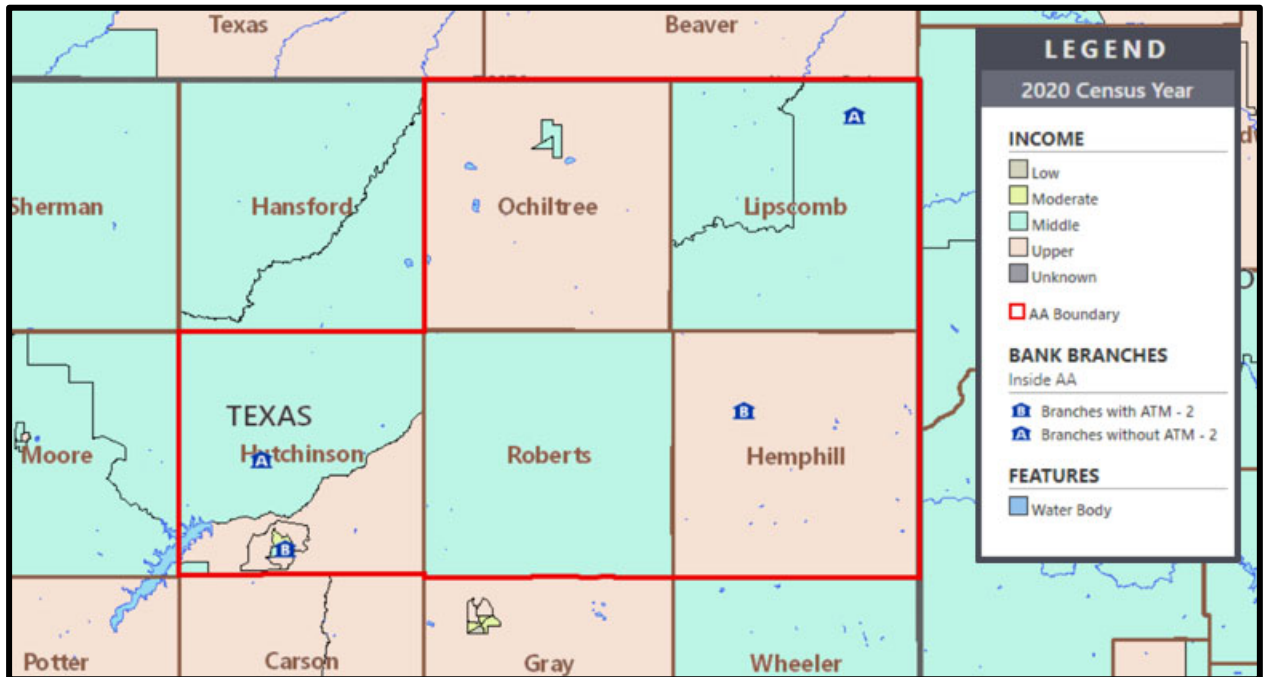 Texas
Beaver
Sherman
Hansford
Ochiltree
Lipscomb
TEXAS
Moore
Hutchinson
Roberts
Hemphill
Potter
Carson
Gray
Wheeler
A
A
B
B
LEGEND
2020 Census Year
INCOME
Low
Moderate
Middle
Upper
Unknown
AA Boundary
BANK BRANCHES
Inside AA
B Branches with ATM - 2
A Branches without ATM - 2
FEATURES
Water Body